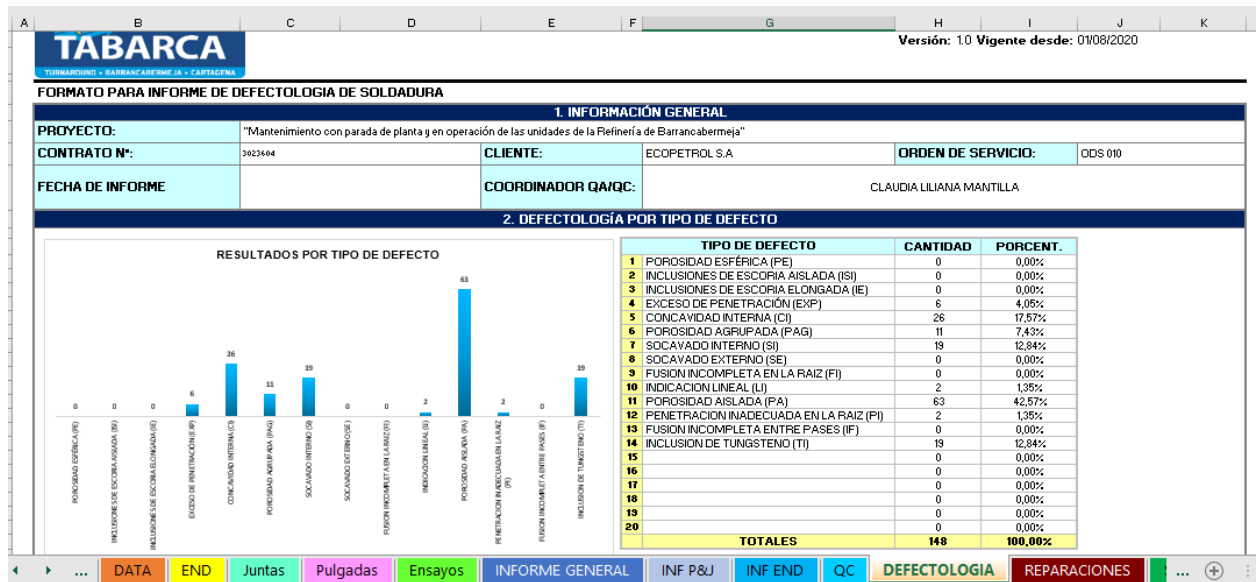 A B C D E F G H I J K
TABARCA
TURNAROUND • BARRANCABERMEJA • CARTAGENA
Versión: 1.0 Vigente desde: 01/08/2020
FORMATO PARA INFORME DE DEFECTOLOGIA DE SOLDADURA
1. INFORMACIÓN GENERAL
PROYECTO: "Mantenimiento con parada de planta y en operación de las unidades de la Refinería de Barrancabermeja"
CONTRATO N°: 3023604 CLIENTE: ECOPETROL S.A ORDEN DE SERVICIO: ODS 010
FECHA DE INFORME COORDINADOR QA/QC: CLAUDIA LILIANA MANTILLA
2. DEFECTOLOGÍA POR TIPO DE DEFECTO
RESULTADOS POR TIPO DE DEFECTO
0 0 0 6 26 11 19 0 0 2 63 2 0 19
POROSIDAD ESFÉRICA (PE)
INCLUSIONES DE ESCORIA AISLADA (ISI)
INCLUSIONES DE ESCORIA ELONGADA (IE)
EXCESO DE PENETRACIÓN (EXP)
CONCAVIDAD INTERNA (CI)
POROSIDAD AGRUPADA (PAG)
SOCAVADO INTERNO (SI)
SOCAVADO EXTERNO (SE)
FUSION INCOMPLETA EN LA RAIZ (FI)
INDICACION LINEAL (LI)
POROSIDAD AISLADA (PA)
PENETRACION INADECUADA EN LA RAIZ
(PI)
FUSION INCOMPLETA ENTRE PASES (IF)
INCLUSION DE TUNGSTENO (TI)
TIPO DE DEFECTO CANTIDAD PORCENT.
1 POROSIDAD ESFÉRICA (PE) 0 0,00%
2 INCLUSIONES DE ESCORIA AISLADA (ISI) 0 0,00%
3 INCLUSIONES DE ESCORIA ELONGADA (IE) 0 0,00%
4 EXCESO DE PENETRACIÓN (EXP) 6 4,05%
5 CONCAVIDAD INTERNA (CI) 26 17,57%
6 POROSIDAD AGRUPADA (PAG) 11 7,43%
7 SOCAVADO INTERNO (SI) 19 12,84%
8 SOCAVADO EXTERNO (SE) 0 0,00%
9 FUSION INCOMPLETA EN LA RAIZ (FI) 0 0,00%
10 INDICACION LINEAL (LI) 2 1,35%
11 POROSIDAD AISLADA (PA) 63 42,57%
12 PENETRACION INADECUADA EN LA RAIZ (PI) 2 1,35%
13 FUSION INCOMPLETA ENTRE PASES (IF) 0 0,00%
14 INCLUSION DE TUNGSTENO (TI) 19 12,84%
15 0 0,00%
16 0 0,00%
17 0 0,00%
18 0 0,00%
19 0 0,00%
20 0 0,00%
TOTALES 148 100,00%
... DATA END Juntas Pulgadas Ensayos INFORME GENERAL INF P&J INF END QC DEFECTOLOGIA REPARACIONES ...